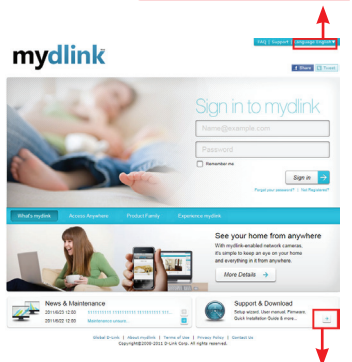 FAQ | Support | Language: English ▼
mydlink
Share Tweet
Sign in to mydlink
Name@example.com
Password
Remember me
Sign in
Forgot your password? | Not Registered?
What's mydlink Access Anywhere Product Family Experience mydlink
See your home from anywhere
With mydlink-enabled network cameras,
it's simple to keep an eye on your home
and everything in it from anywhere.
More Details
News & Maintenance
2011/6/23 12:00
2011/6/22 12:00
Support & Download
Setup wizard, User manual, Firmware,
Quick Installation Guide & more...
Global D-Link | About mydlink | Terms of Use | Privacy Policy | Contact Us
Copyright©2008-2011 D-Link Corp. All rights reserved.